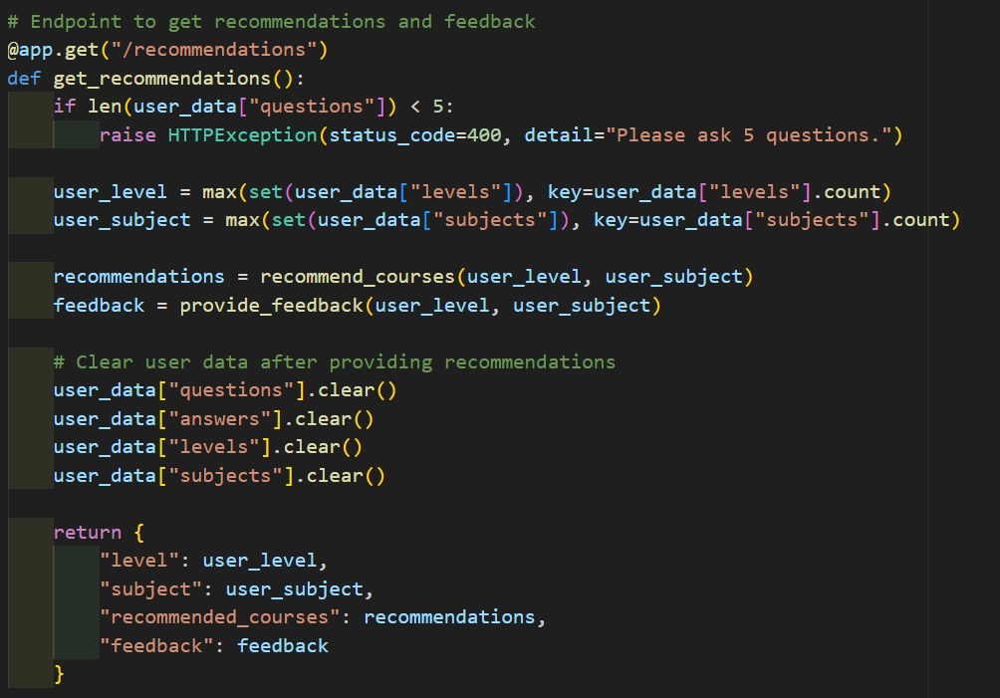 # Endpoint to get recommendations and feedback
@app.get("/recommendations")
def get_recommendations():
    if len(user_data["questions"]) < 5:
        raise HTTPException(status_code=400, detail="Please ask 5 questions.")

    user_level = max(set(user_data["levels"]), key=user_data["levels"].count)
    user_subject = max(set(user_data["subjects"]), key=user_data["subjects"].count)

    recommendations = recommend_courses(user_level, user_subject)
    feedback = provide_feedback(user_level, user_subject)

    # Clear user data after providing recommendations
    user_data["questions"].clear()
    user_data["answers"].clear()
    user_data["levels"].clear()
    user_data["subjects"].clear()

    return {
        "level": user_level,
        "subject": user_subject,
        "recommended_courses": recommendations,
        "feedback": feedback
    }